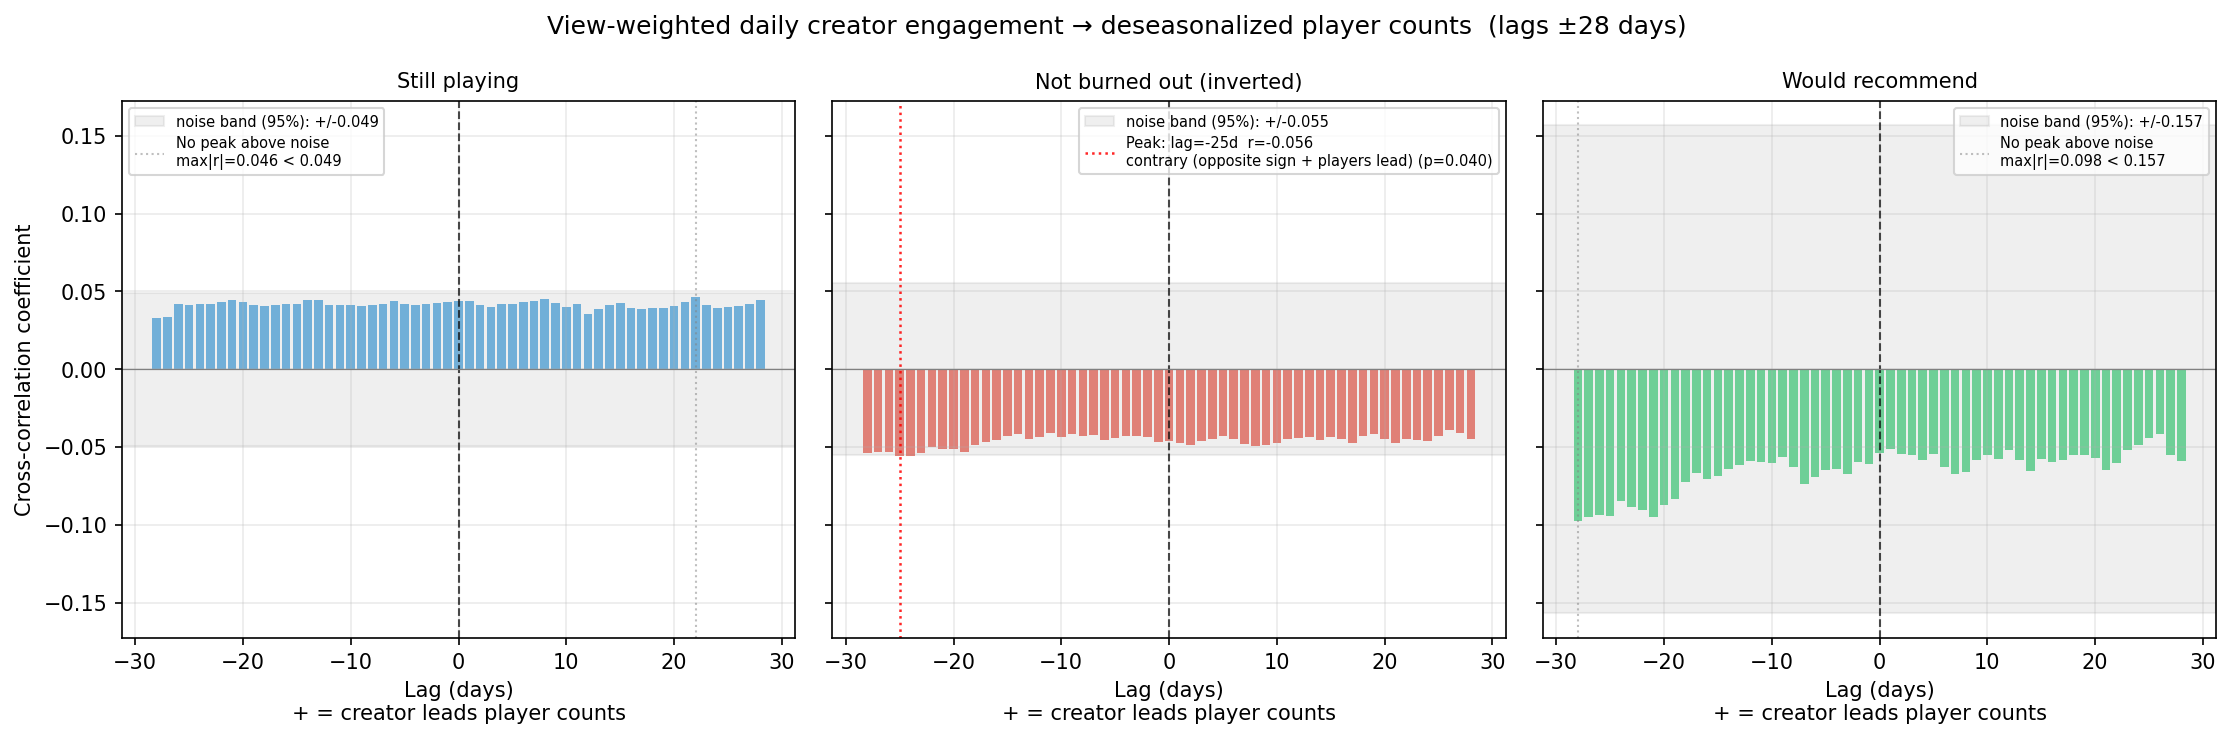 View-weighted daily creator engagement → deseasonalized player counts  (lags ±28 days)
Still playing
noise band (95%): +/-0.049
No peak above noise
max|r|=0.046 < 0.049
Cross-correlation coefficient
0.15
0.10
0.05
0.00
−0.05
−0.10
−0.15
−30 −20 −10 0 10 20 30
Lag (days)
+ = creator leads player counts
Not burned out (inverted)
noise band (95%): +/-0.055
Peak: lag=-25d  r=-0.056
contrary (opposite sign + players lead) (p=0.040)
−30 −20 −10 0 10 20 30
Lag (days)
+ = creator leads player counts
Would recommend
noise band (95%): +/-0.157
No peak above noise
max|r|=0.098 < 0.157
−30 −20 −10 0 10 20 30
Lag (days)
+ = creator leads player counts